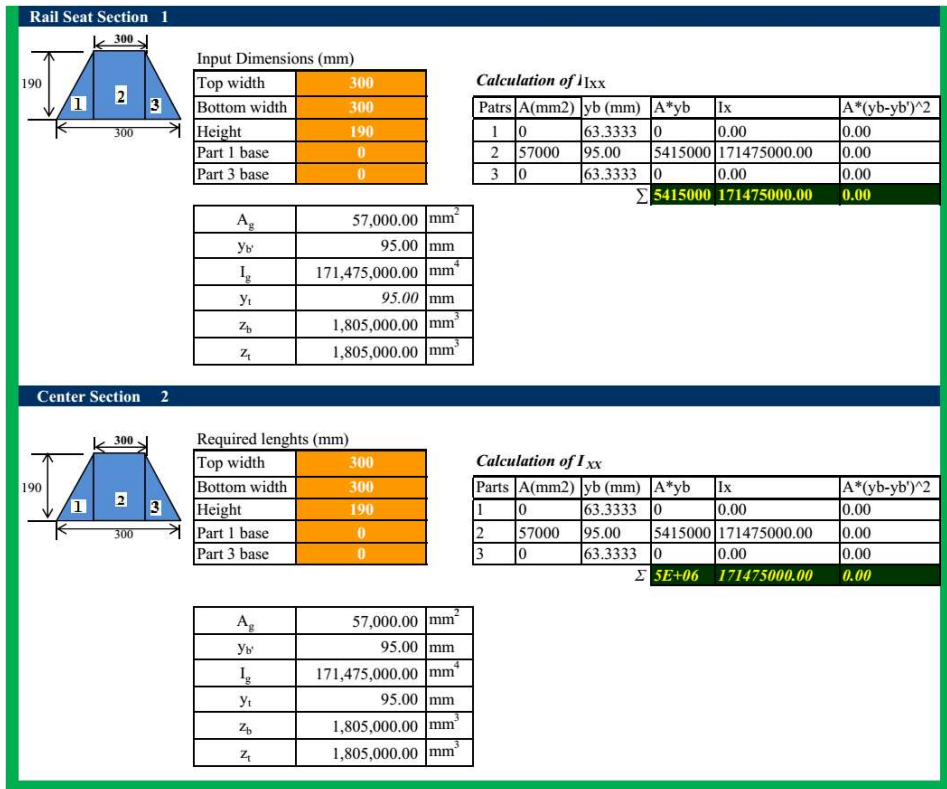 Rail Seat Section 1
300
190
1 2 3
300
Input Dimensions (mm)
Top width 300
Bottom width 300
Height 190
Part 1 base 0
Part 3 base 0
Calculation of IXX
Patrs A(mm2) yb (mm) A*yb Ix A*(yb-yb')^2
1 0 63.3333 0 0.00 0.00
2 57000 95.00 5415000 171475000.00 0.00
3 0 63.3333 0 0.00 0.00
∑ 5415000 171475000.00 0.00
Ag 57,000.00 mm2
yb' 95.00 mm
Ig 171,475,000.00 mm4
yt 95.00 mm
zb 1,805,000.00 mm3
zt 1,805,000.00 mm3
Center Section 2
300
190
1 2 3
300
Required lenghts (mm)
Top width 300
Bottom width 300
Height 190
Part 1 base 0
Part 3 base 0
Calculation of I XX
Parts A(mm2) yb (mm) A*yb Ix A*(yb-yb')^2
1 0 63.3333 0 0.00 0.00
2 57000 95.00 5415000 171475000.00 0.00
3 0 63.3333 0 0.00 0.00
Σ 5E+06 171475000.00 0.00
Ag 57,000.00 mm2
yb' 95.00 mm
Ig 171,475,000.00 mm4
yt 95.00 mm
zb 1,805,000.00 mm3
zt 1,805,000.00 mm3